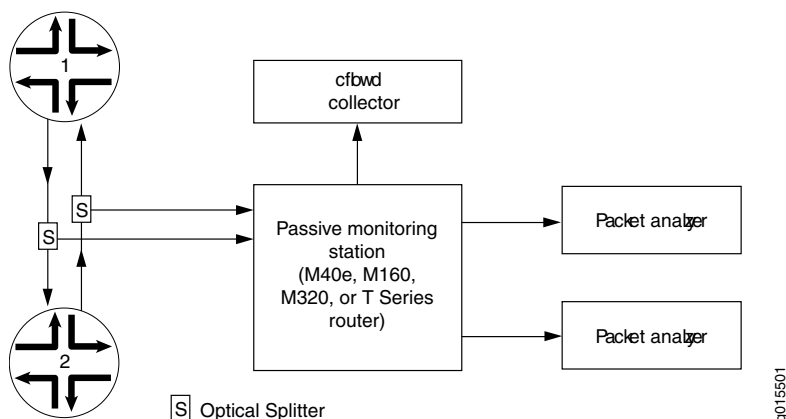 1
cfbwd
collector
S
S
Passive monitoring
station
(M40e, M160,
M320, or T Series
router)
Packet analyzer
Packet analyzer
2
S Optical Splitter
g015501